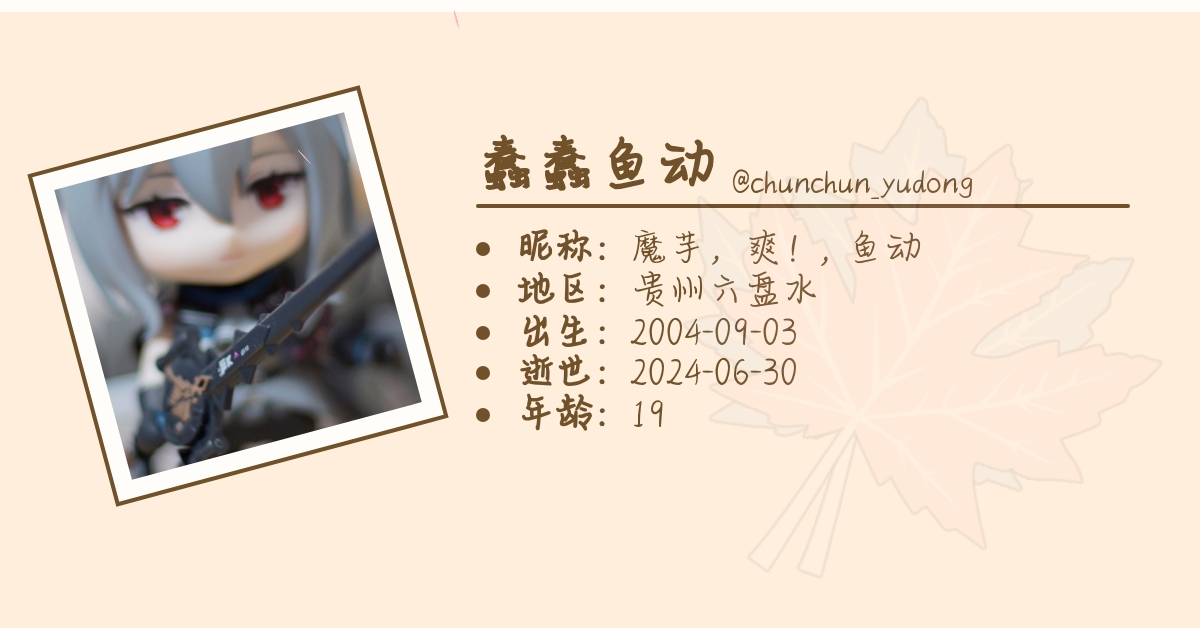 蠢蠢鱼动 @chunchun_yudong
昵称：魔芋，爽！，鱼动
地区：贵州六盘水
出生：2004-09-03
逝世：2024-06-30
年龄：19